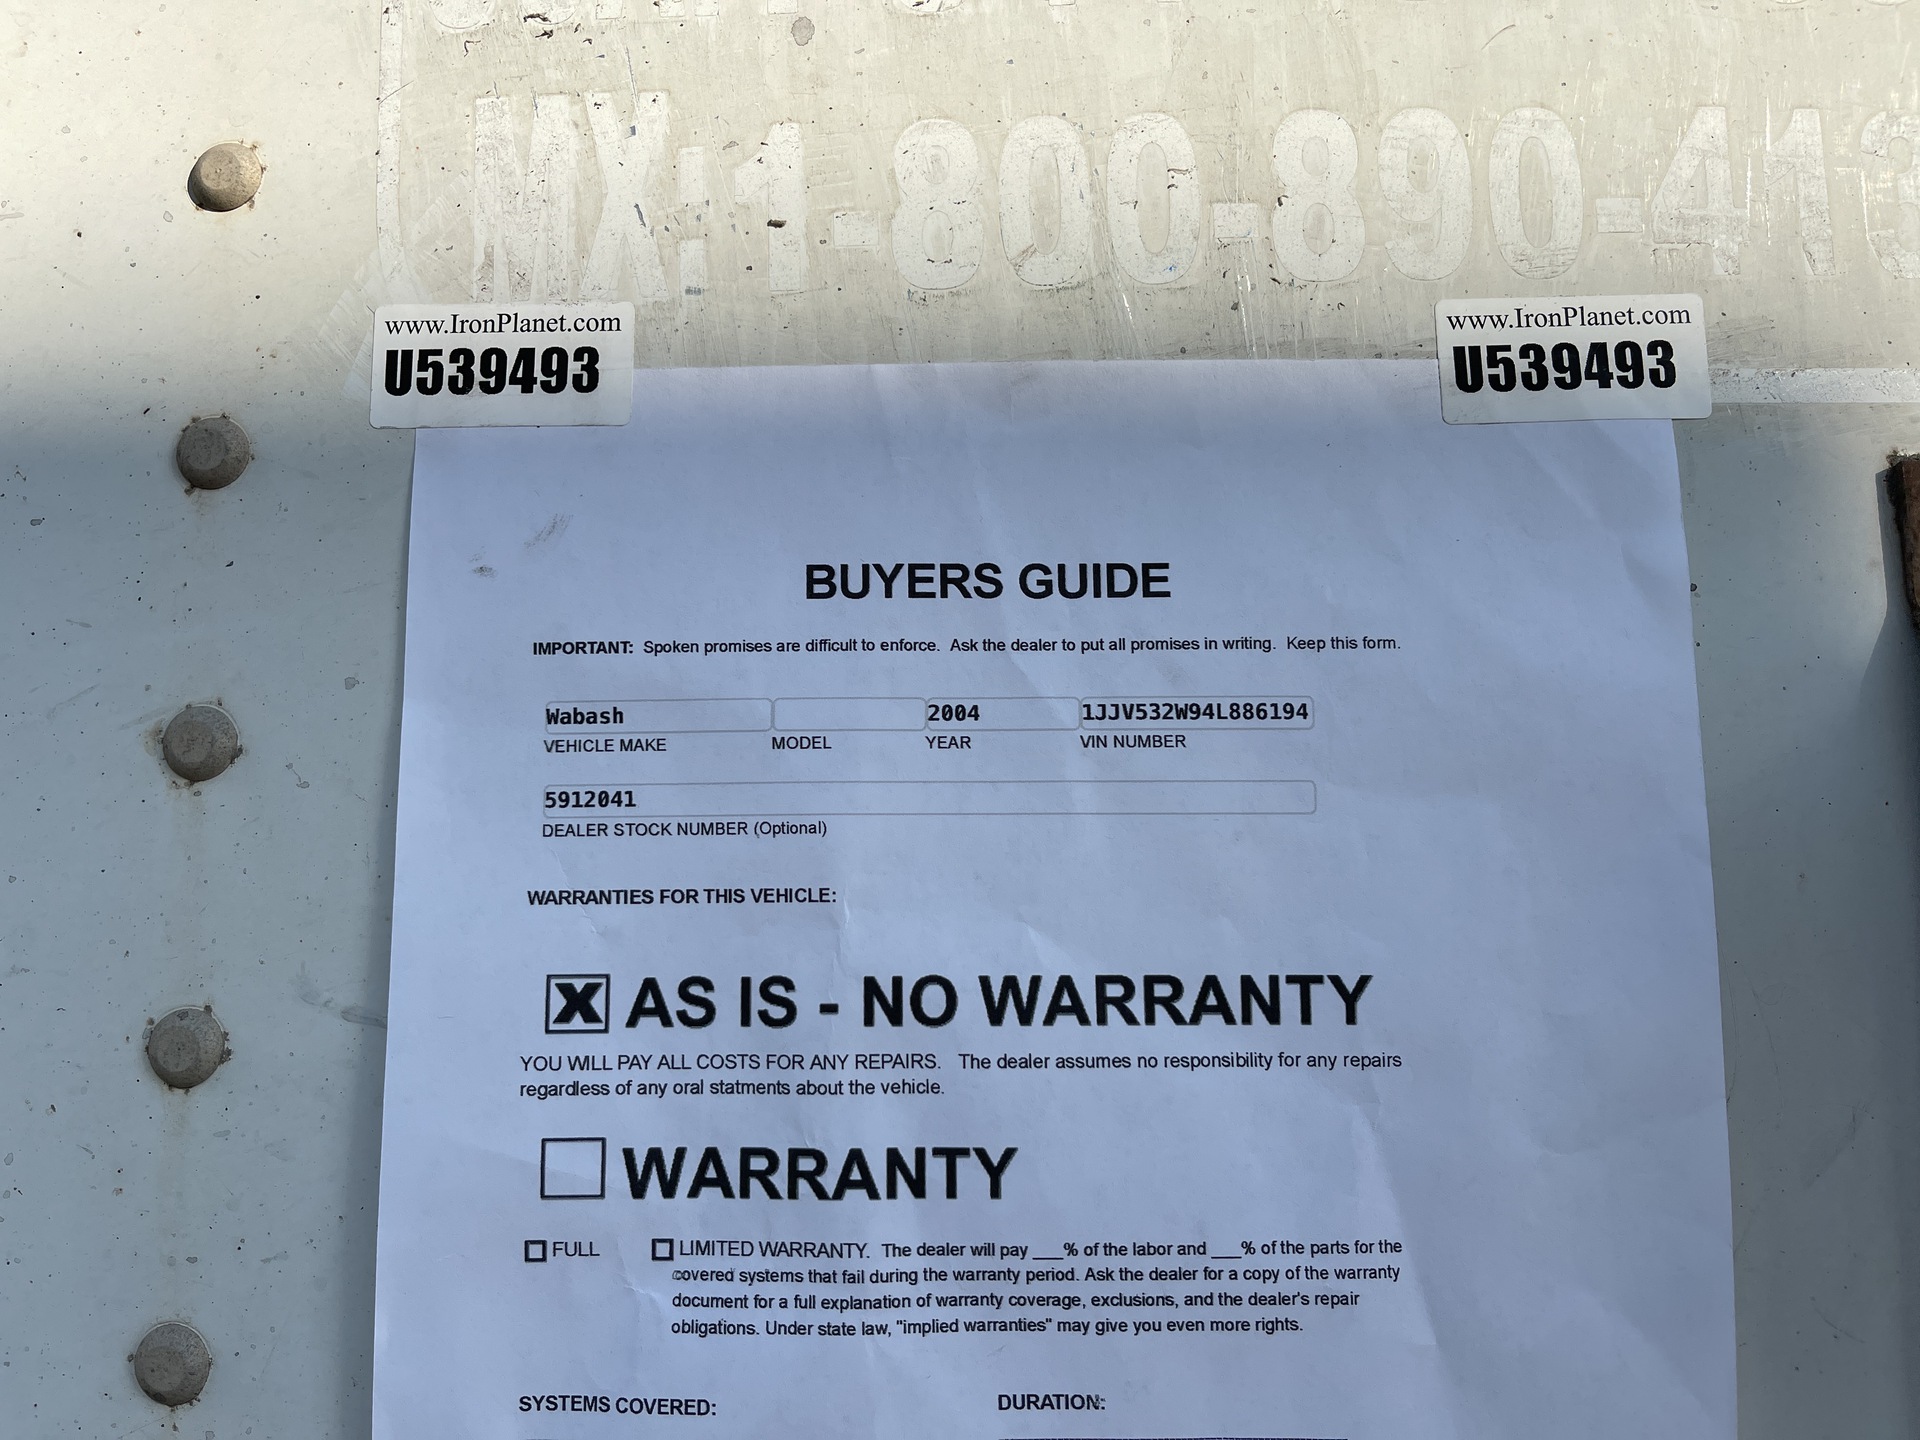 MX:1-800-890-413
www.IronPlanet.com
U539493
www.IronPlanet.com
U539493
BUYERS GUIDE
IMPORTANT: Spoken promises are difficult to enforce. Ask the dealer to put all promises in writing. Keep this form.
Wabash 2004 1JJV532W94L886194
VEHICLE MAKE MODEL YEAR VIN NUMBER
5912041
DEALER STOCK NUMBER (Optional)
WARRANTIES FOR THIS VEHICLE:
X AS IS - NO WARRANTY
YOU WILL PAY ALL COSTS FOR ANY REPAIRS. The dealer assumes no responsibility for any repairs
regardless of any oral statments about the vehicle.
WARRANTY
FULL LIMITED WARRANTY. The dealer will pay ___% of the labor and ___% of the parts for the
covered systems that fail during the warranty period. Ask the dealer for a copy of the warranty
document for a full explanation of warranty coverage, exclusions, and the dealer's repair
obligations. Under state law, "implied warranties" may give you even more rights.
SYSTEMS COVERED: DURATION: